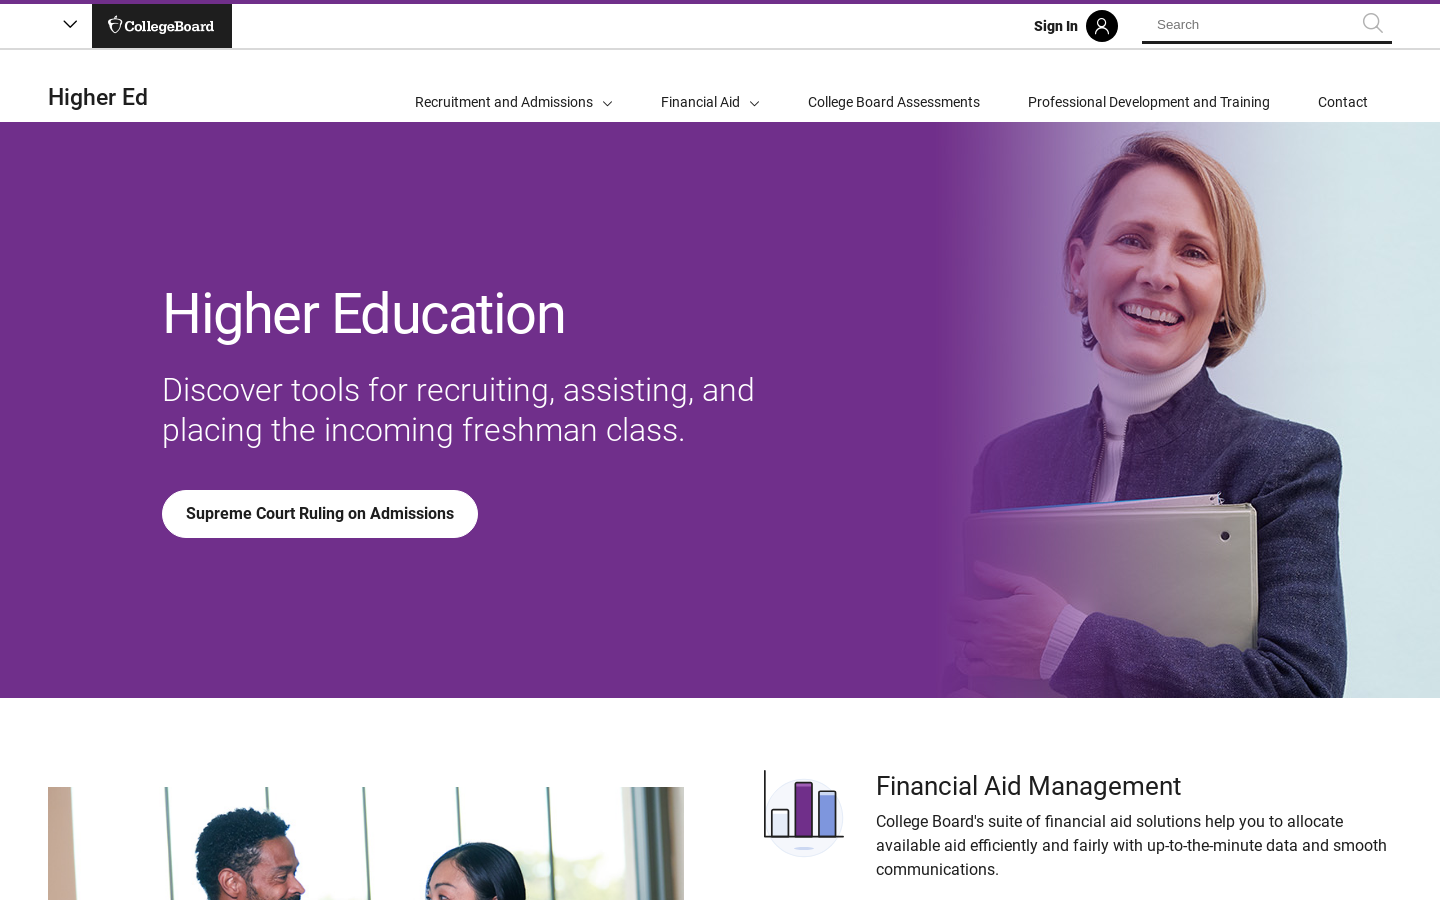 CollegeBoard
Sign In
Search
Higher Ed
Recruitment and Admissions
Financial Aid
College Board Assessments
Professional Development and Training
Contact
Higher Education
Discover tools for recruiting, assisting, and
placing the incoming freshman class.
Supreme Court Ruling on Admissions
Financial Aid Management
College Board's suite of financial aid solutions help you to allocate
available aid efficiently and fairly with up-to-the-minute data and smooth
communications.